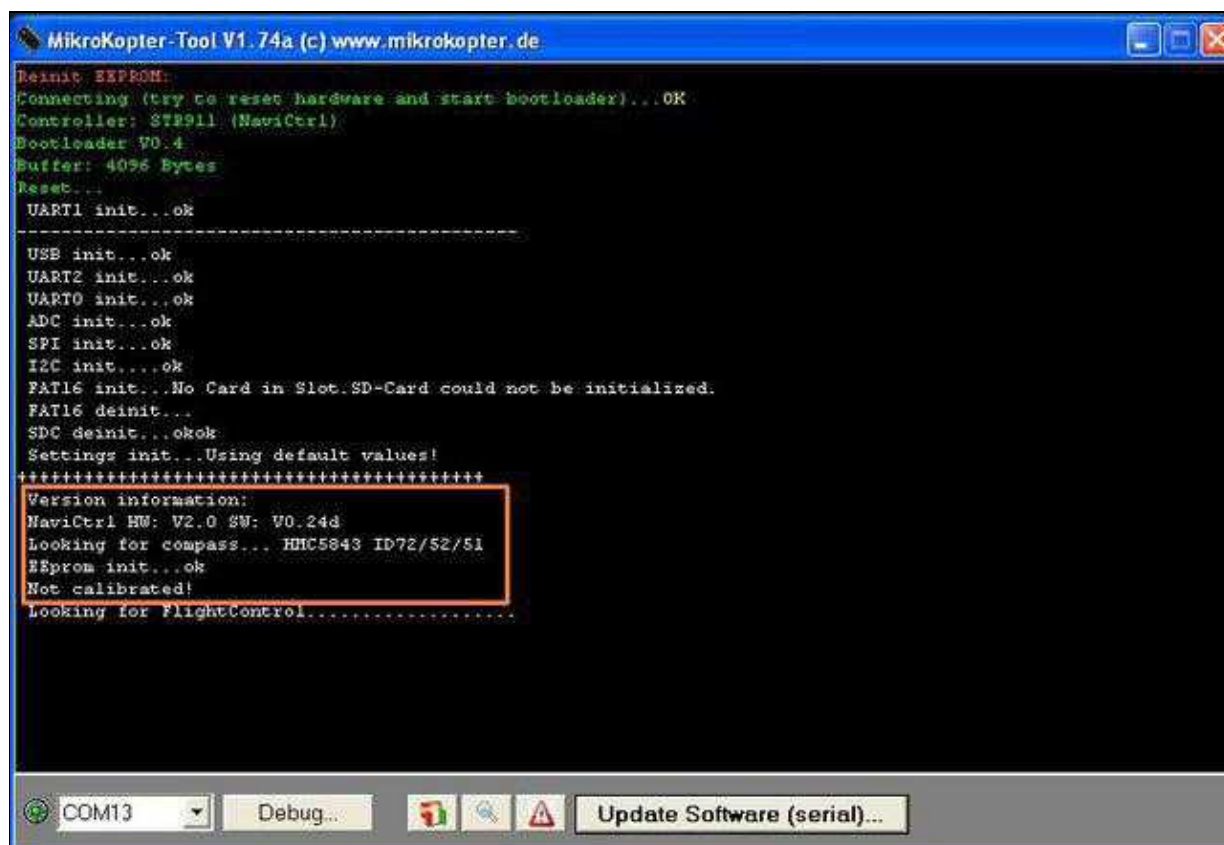 MikroKopter-Tool V1.74a (c) www.mikrokopter.de
Reinit EEPROM:
Connecting (try to reset hardware and start bootloader)...OK
Controller: STR911 (NaviCtrl)
Bootloader V0.4
Buffer: 4096 Bytes
Reset...
UART1 init...ok
---------------------------------------------
USB init...ok
UART2 init...ok
UART0 init...ok
ADC init...ok
SPI init...ok
I2C init....ok
FAT16 init...No Card in Slot.SD-Card could not be initialized.
FAT16 deinit...
SDC deinit...okok
Settings init...Using default values!
++++++++++++++++++++++++++++++++++++++++++
Version information:
NaviCtrl HW: V2.0 SW: V0.24d
Looking for compass... HMC5843 ID72/52/51
EEprom init...ok
Not calibrated!
Looking for FlightControl...................
COM13 Debug... Update Software (serial)...